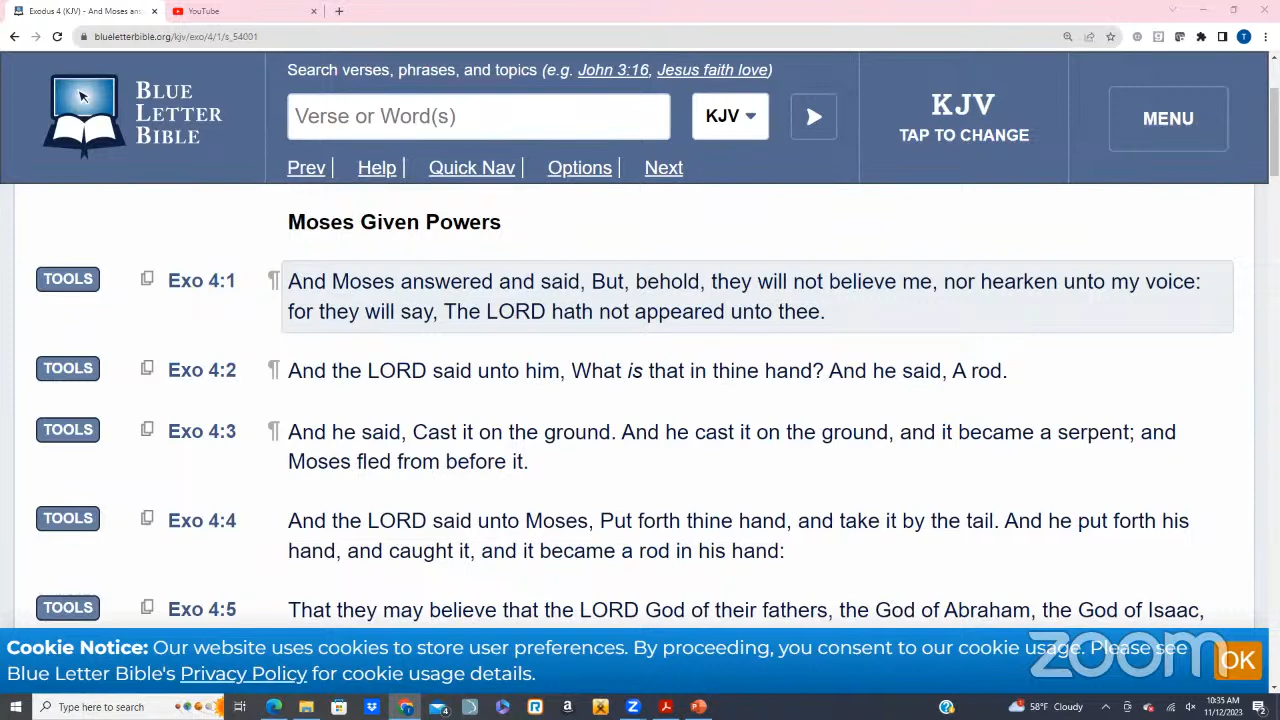 Exodus 4 (KJV) - And Moses ans
YouTube
blueletterbible.org/kjv/exo/4/1/s_54001
Search verses, phrases, and topics (e.g. John 3:16, Jesus faith love)
BLUE
LETTER
BIBLE
Verse or Word(s)
KJV
KJV
TAP TO CHANGE
MENU
Prev
Help
Quick Nav
Options
Next
Moses Given Powers
TOOLS
Exo 4:1
¶ And Moses answered and said, But, behold, they will not believe me, nor hearken unto my voice:
for they will say, The LORD hath not appeared unto thee.
TOOLS
Exo 4:2
¶ And the LORD said unto him, What is that in thine hand? And he said, A rod.
TOOLS
Exo 4:3
¶ And he said, Cast it on the ground. And he cast it on the ground, and it became a serpent; and
Moses fled from before it.
TOOLS
Exo 4:4
And the LORD said unto Moses, Put forth thine hand, and take it by the tail. And he put forth his
hand, and caught it, and it became a rod in his hand:
TOOLS
Exo 4:5
That they may believe that the LORD God of their fathers, the God of Abraham, the God of Isaac,
Cookie Notice: Our website uses cookies to store user preferences. By proceeding, you consent to our cookie usage. Please see
Blue Letter Bible's Privacy Policy for cookie usage details.
OK
zoom
Type here to search
58°F Cloudy
10:35 AM
11/12/2023